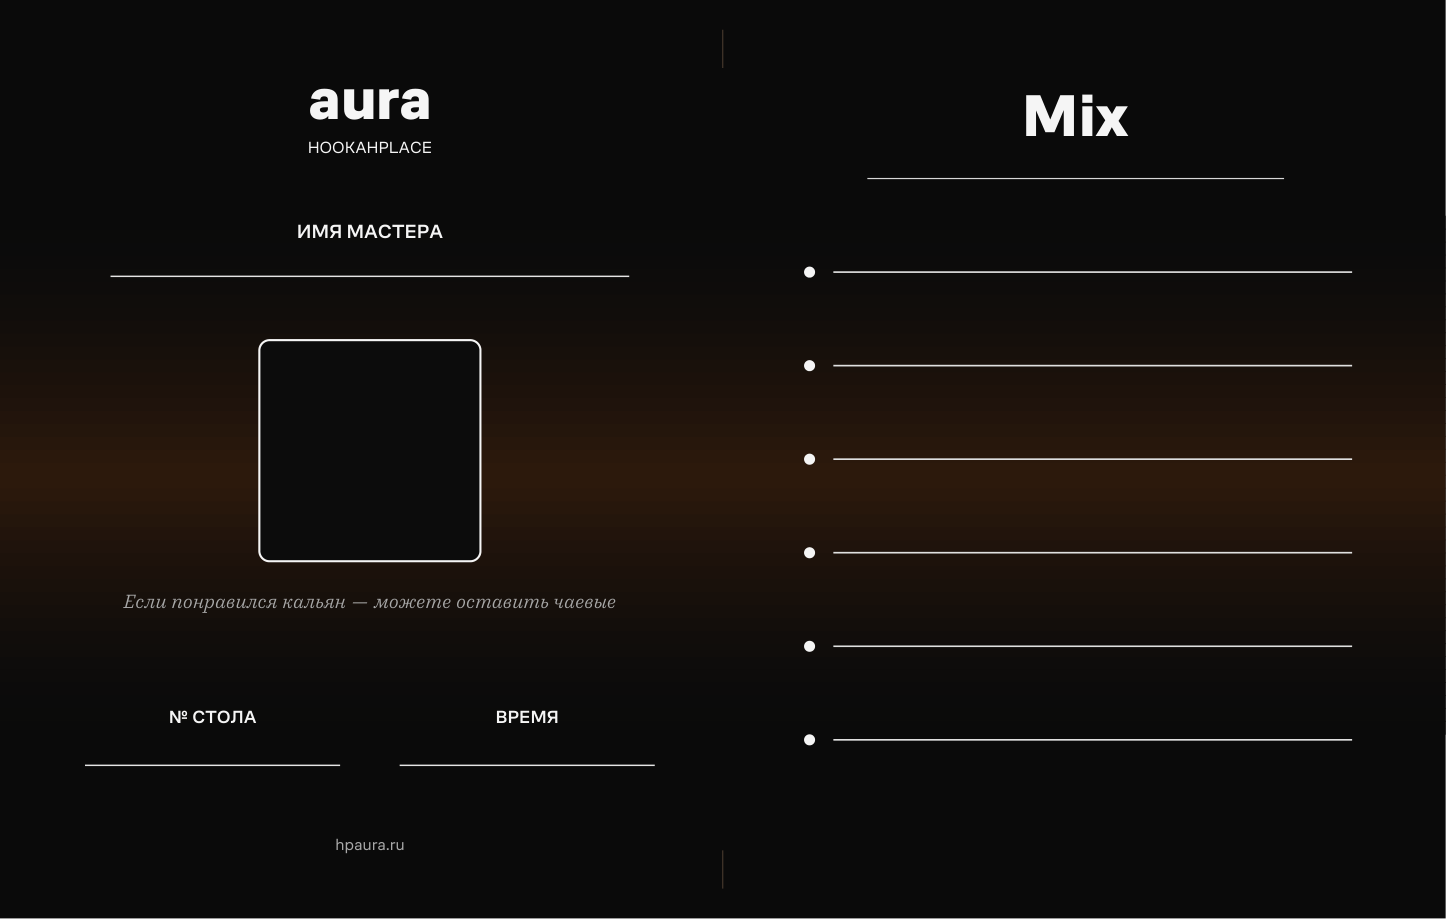 aura
HOOKAHPLACE
ИМЯ МАСТЕРА
Если понравился кальян — можете оставить чаевые
№ СТОЛА
ВРЕМЯ
hpaura.ru
Mix